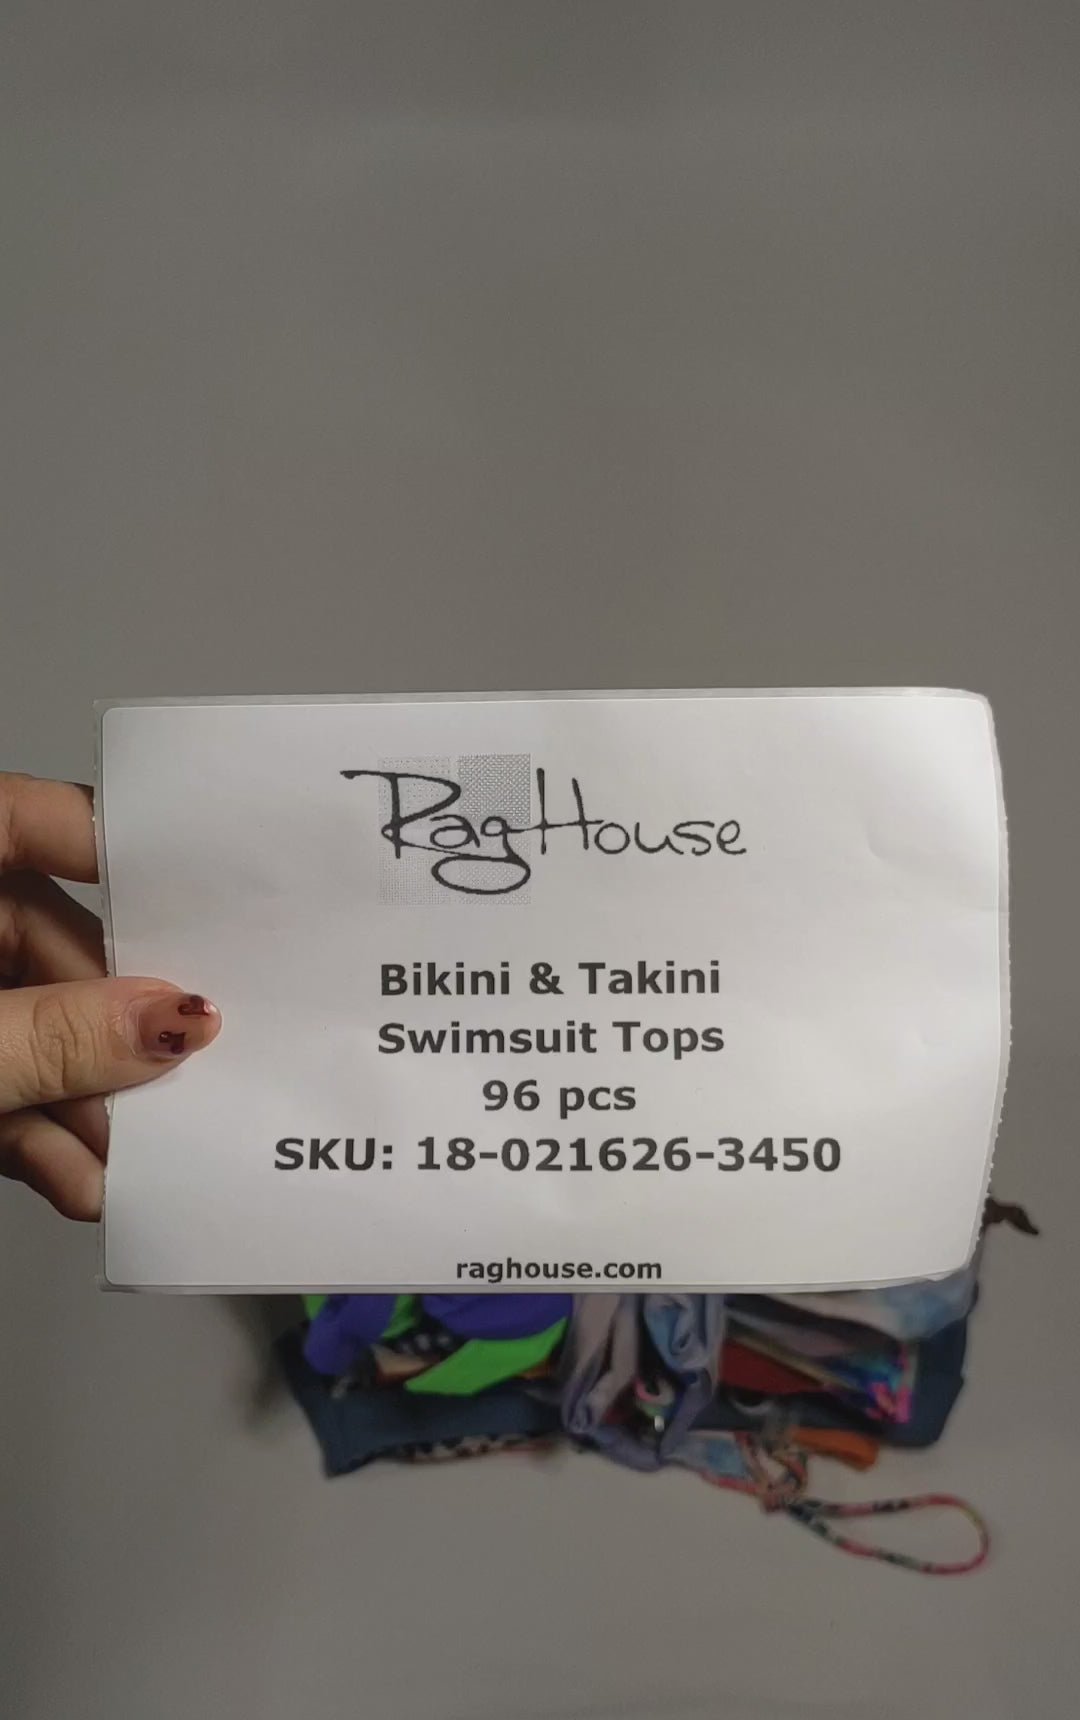 RagHouse
Bikini & Takini
Swimsuit Tops
96 pcs
SKU: 18-021626-3450
raghouse.com